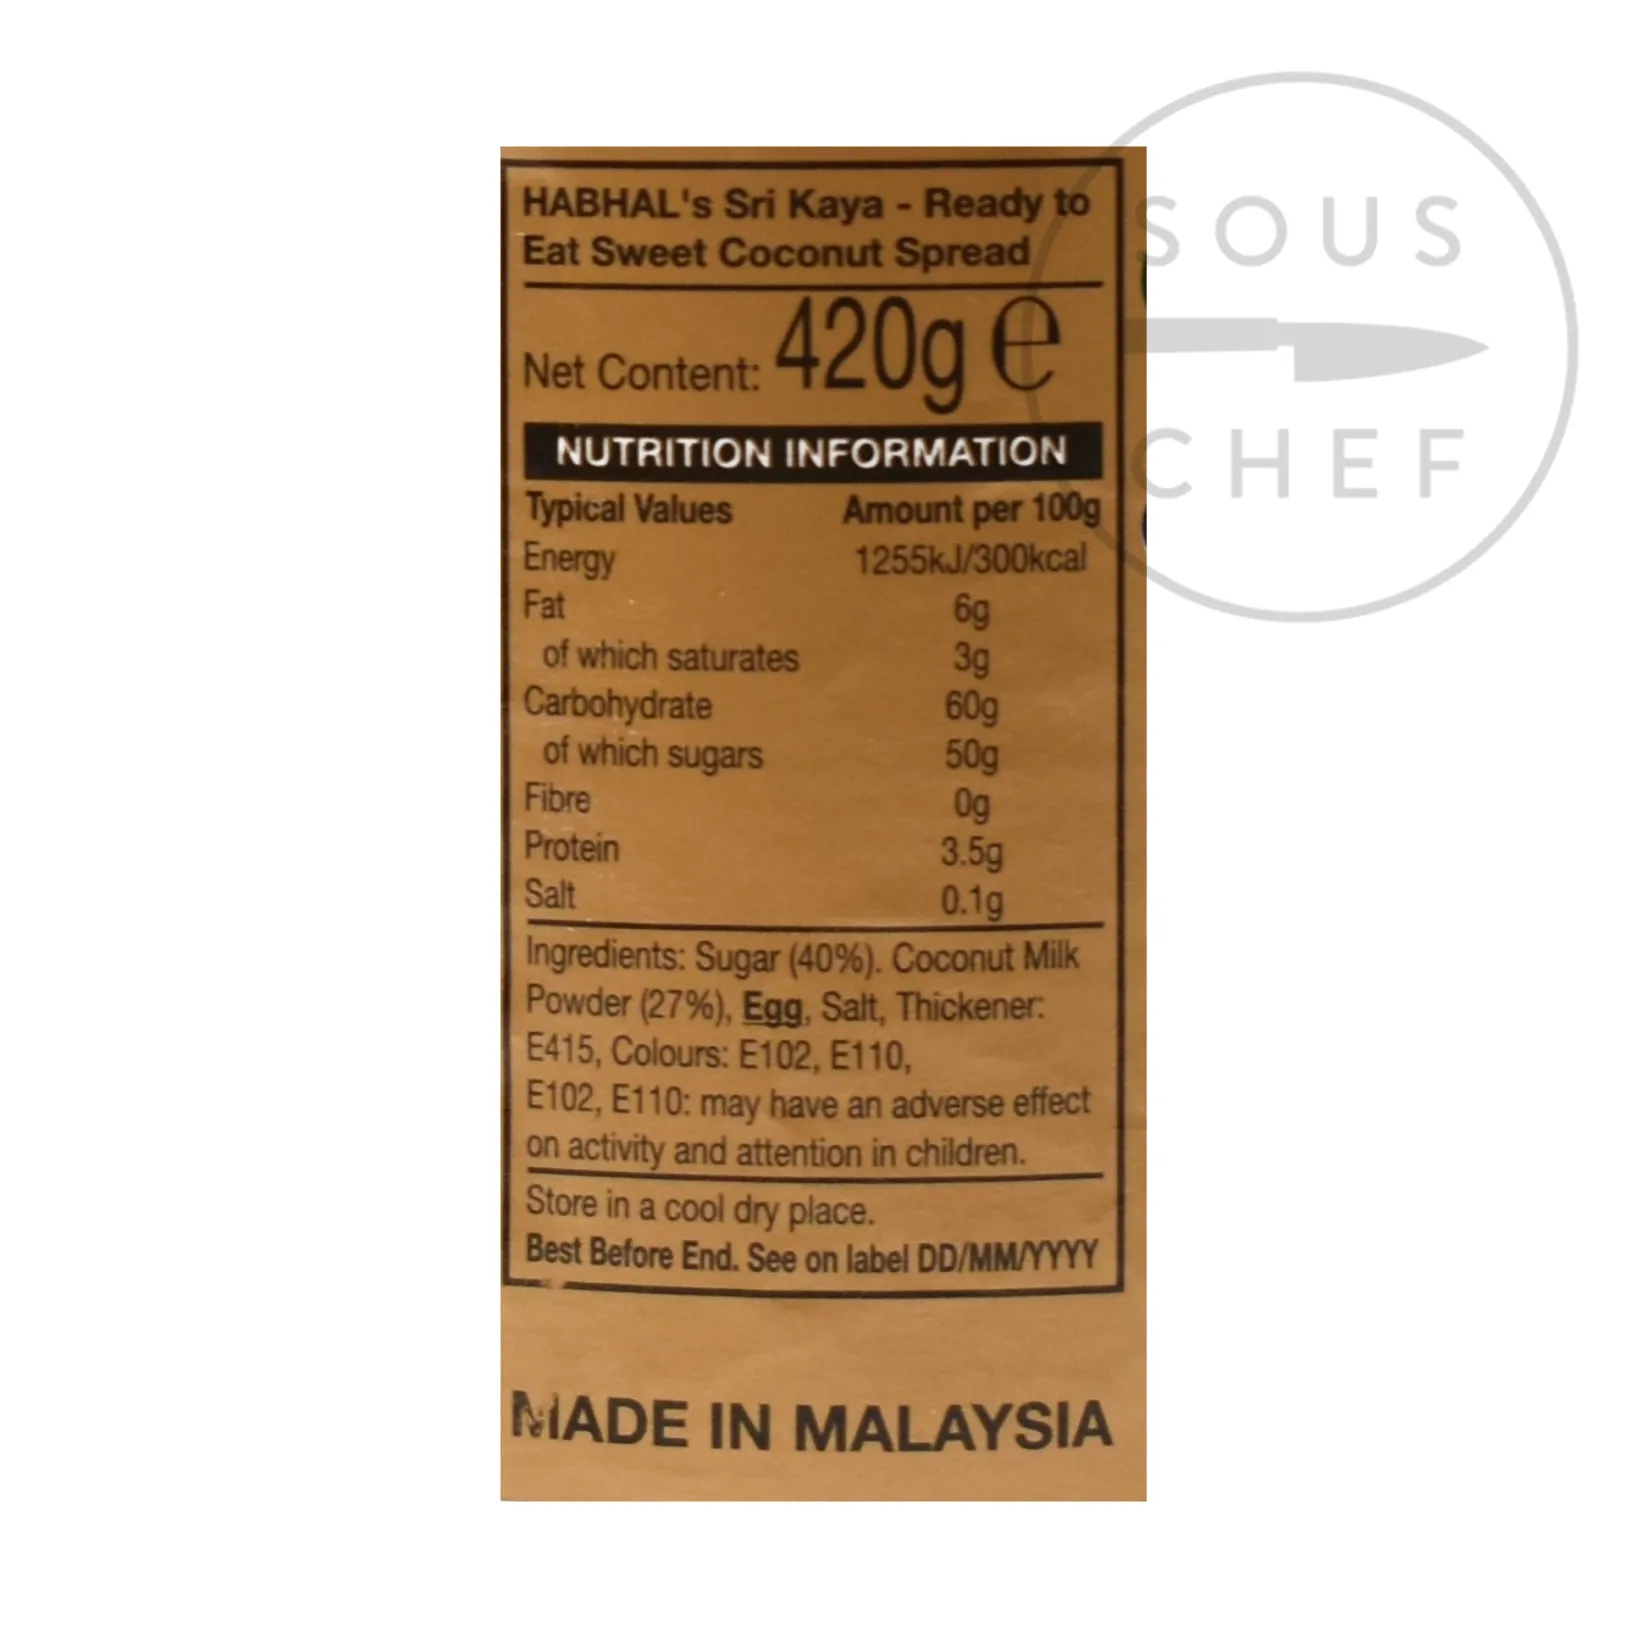 HABHAL's Sri Kaya - Ready to
Eat Sweet Coconut Spread
Net Content: 420g e
NUTRITION INFORMATION
Typical Values Amount per 100g
Energy 1255kJ/300kcal
Fat 6g
of which saturates 3g
Carbohydrate 60g
of which sugars 50g
Fibre 0g
Protein 3.5g
Salt 0.1g
Ingredients: Sugar (40%). Coconut Milk
Powder (27%), Egg, Salt, Thickener:
E415, Colours: E102, E110,
E102, E110: may have an adverse effect
on activity and attention in children.
Store in a cool dry place.
Best Before End. See on label DD/MM/YYYY
MADE IN MALAYSIA
SOUS
CHEF